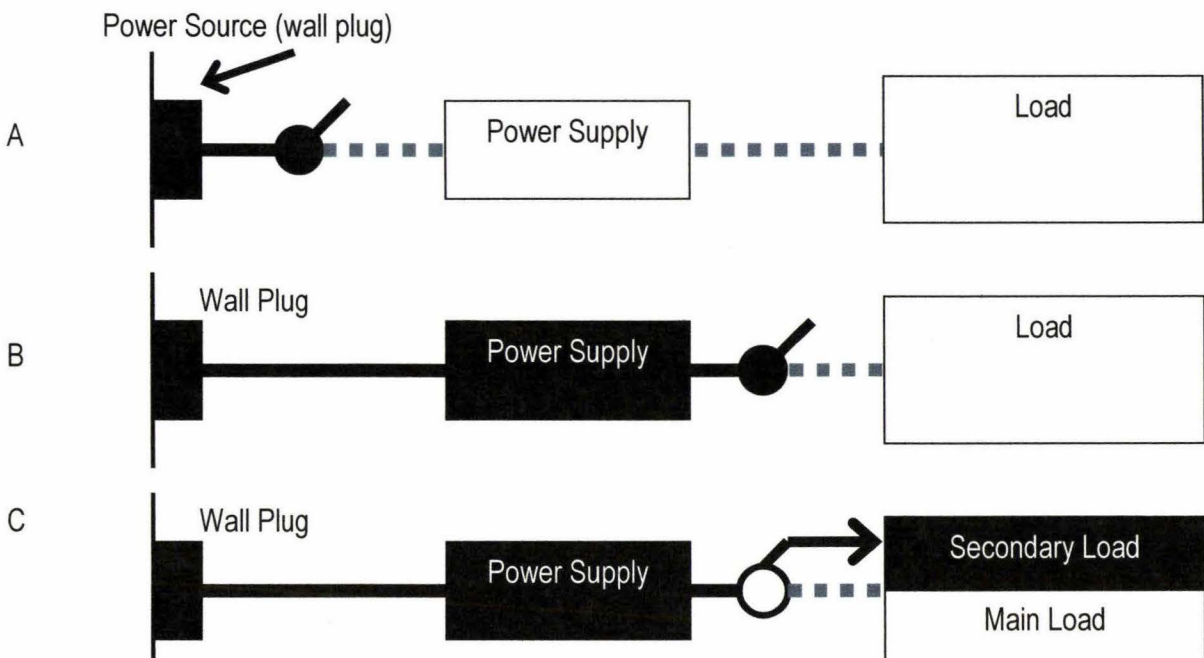 Power Source (wall plug)
A
Power Supply
Load
Wall Plug
B
Power Supply
Load
C
Wall Plug
Power Supply
Secondary Load
Main Load